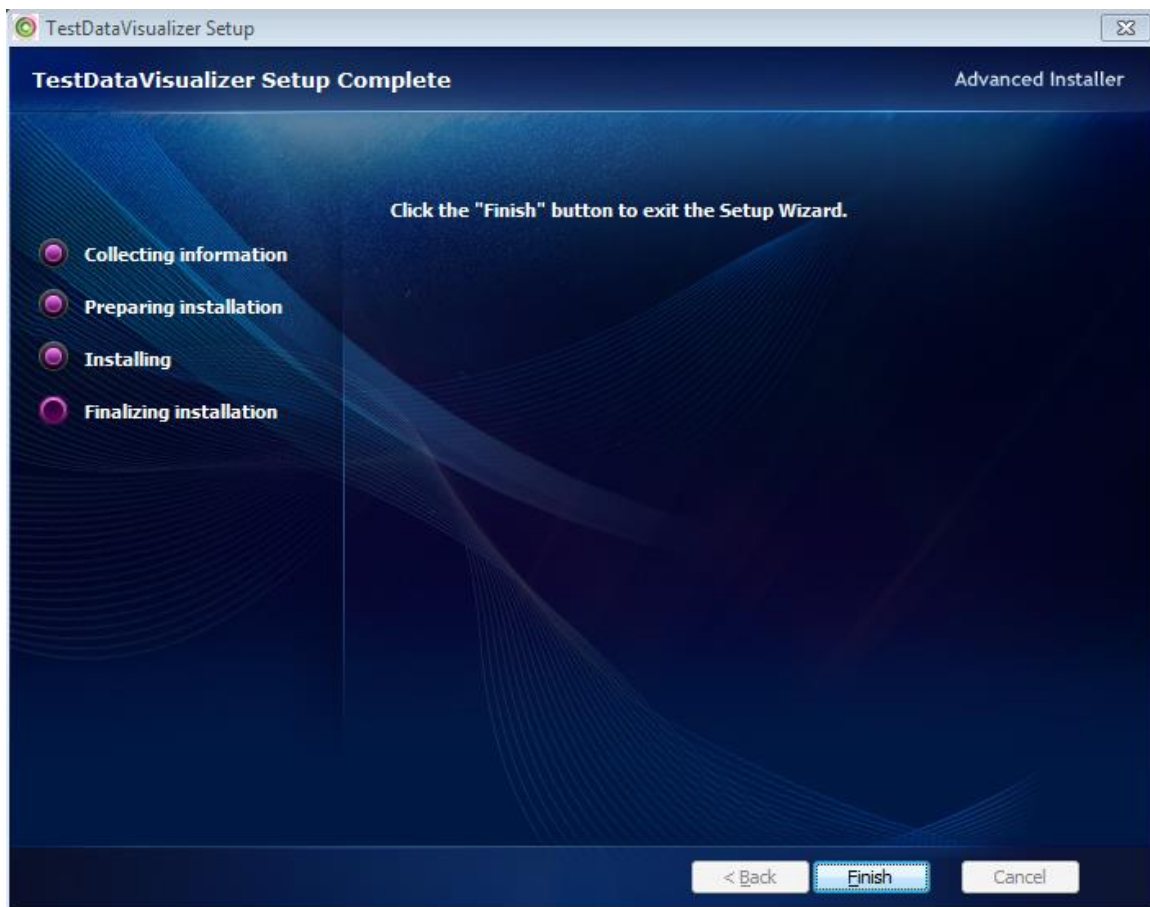 TestDataVisualizer Setup
TestDataVisualizer Setup Complete
Advanced Installer
Click the "Finish" button to exit the Setup Wizard.
Collecting information
Preparing installation
Installing
Finalizing installation
< Back
Finish
Cancel